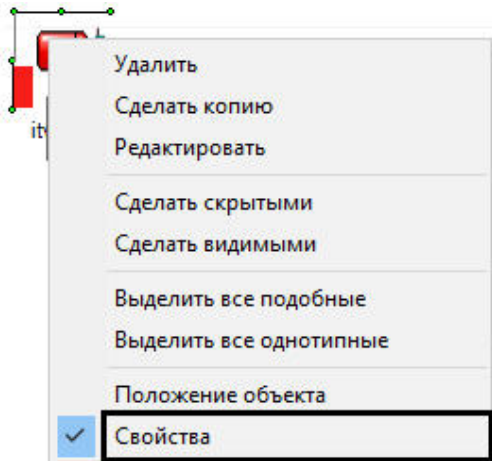 Удалить
Сделать копию
Редактировать
Сделать скрытыми
Сделать видимыми
Выделить все подобные
Выделить все однотипные
Положение объекта
Свойства